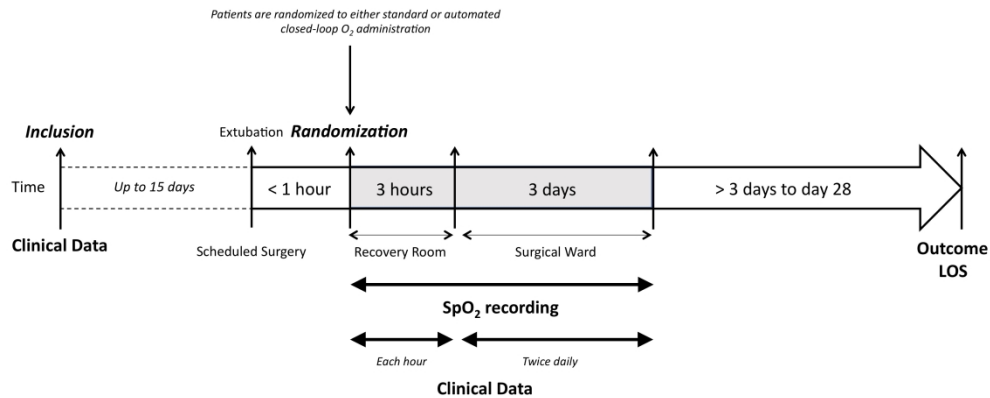 Patients are randomized to either standard or automated
closed-loop O₂ administration
Inclusion
Extubation Randomization
Time
Up to 15 days
< 1 hour
3 hours
3 days
> 3 days to day 28
Clinical Data
Scheduled Surgery
Recovery Room
Surgical Ward
Outcome
LOS
SpO₂ recording
Each hour
Twice daily
Clinical Data